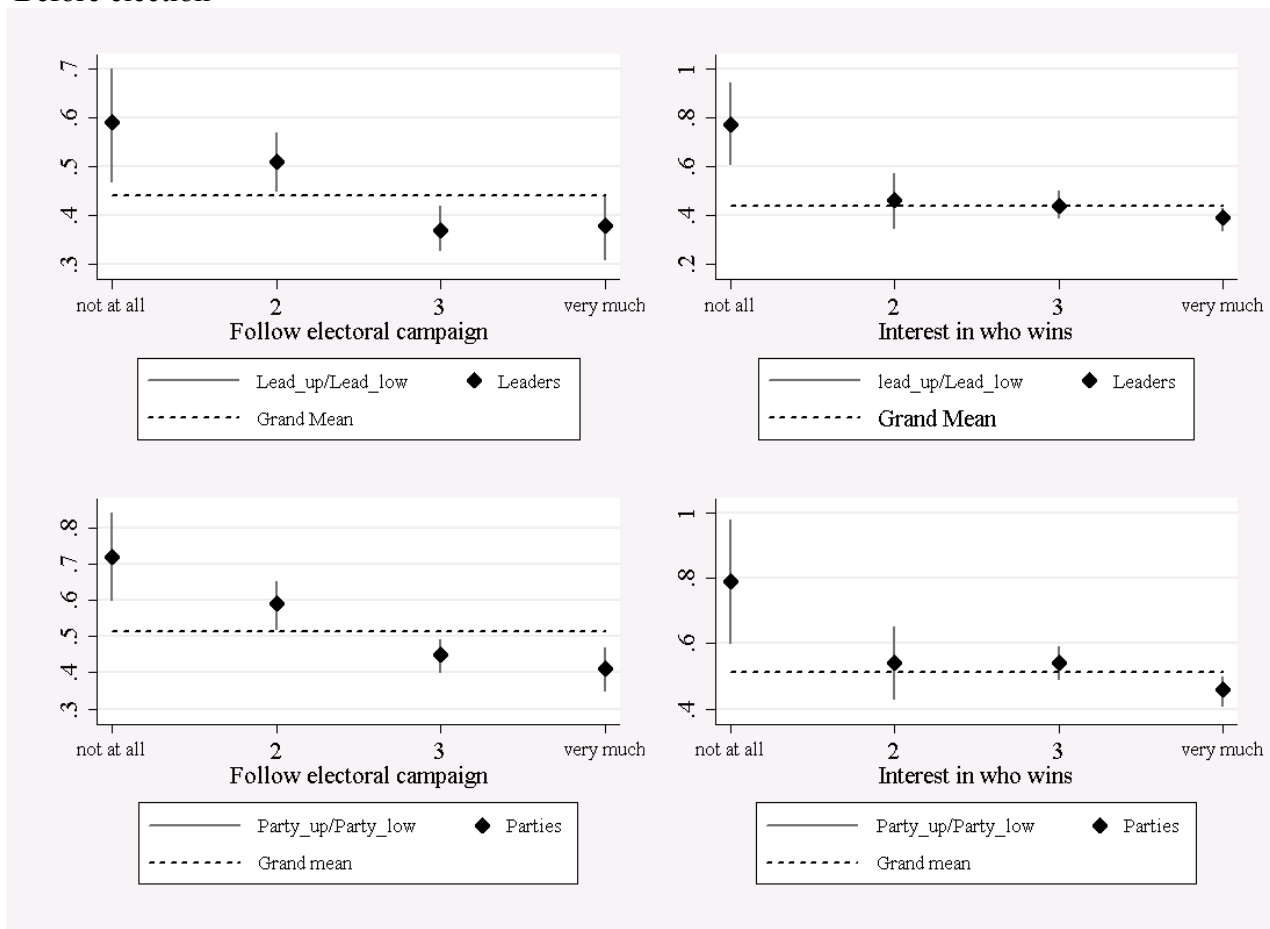 Before election
.7
.6
.5
.4
.3
not at all 2 3 very much
Follow electoral campaign
Lead_up/Lead_low Leaders
Grand Mean
1
.8
.6
.4
.2
not at all 2 3 very much
Interest in who wins
lead_up/Lead_low Leaders
Grand Mean
.8
.7
.6
.5
.4
.3
not at all 2 3 very much
Follow electoral campaign
Party_up/Party_low Parties
Grand mean
1
.8
.6
.4
not at all 2 3 very much
Interest in who wins
Party_up/Party_low Parties
Grand mean